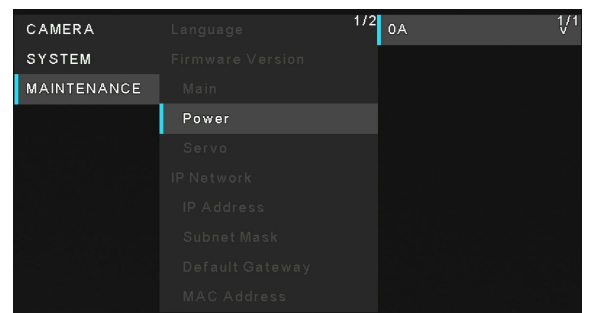 CAMERA
SYSTEM
MAINTENANCE
Language 1/2
Firmware Version
Main
Power
Servo
IP Network
IP Address
Subnet Mask
Default Gateway
MAC Address
0A 1/1